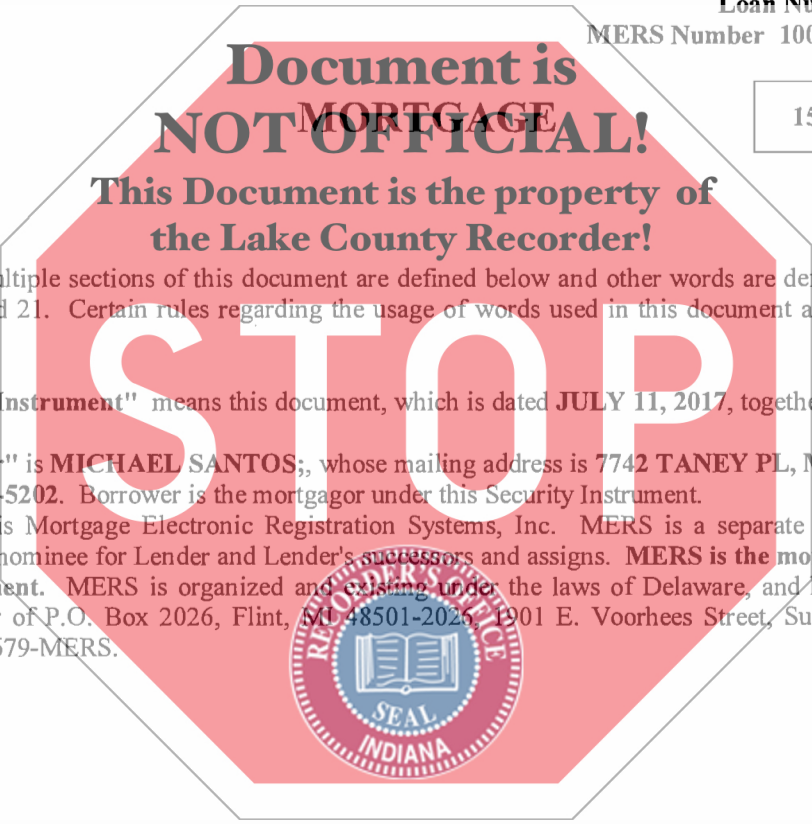 Loan Nu
MERS Number 100
Document is
MORTGAGE
15
NOT OFFICIAL!
This Document is the property of
the Lake County Recorder!
ltiple sections of this document are defined below and other words are de
d 21. Certain rules regarding the usage of words used in this document a
STOP
Instrument" means this document, which is dated JULY 11, 2017, togethe
r" is MICHAEL SANTOS;, whose mailing address is 7742 TANEY PL, M
-5202. Borrower is the mortgagor under this Security Instrument.
is Mortgage Electronic Registration Systems, Inc. MERS is a separate
nominee for Lender and Lender's successors and assigns. MERS is the mo
ent. MERS is organized and existing under the laws of Delaware, and
of P.O. Box 2026, Flint, MI 48501-2026, 1901 E. Voorhees Street, Su
679-MERS.
RECORDER'S OFFICE
SEAL
INDIANA